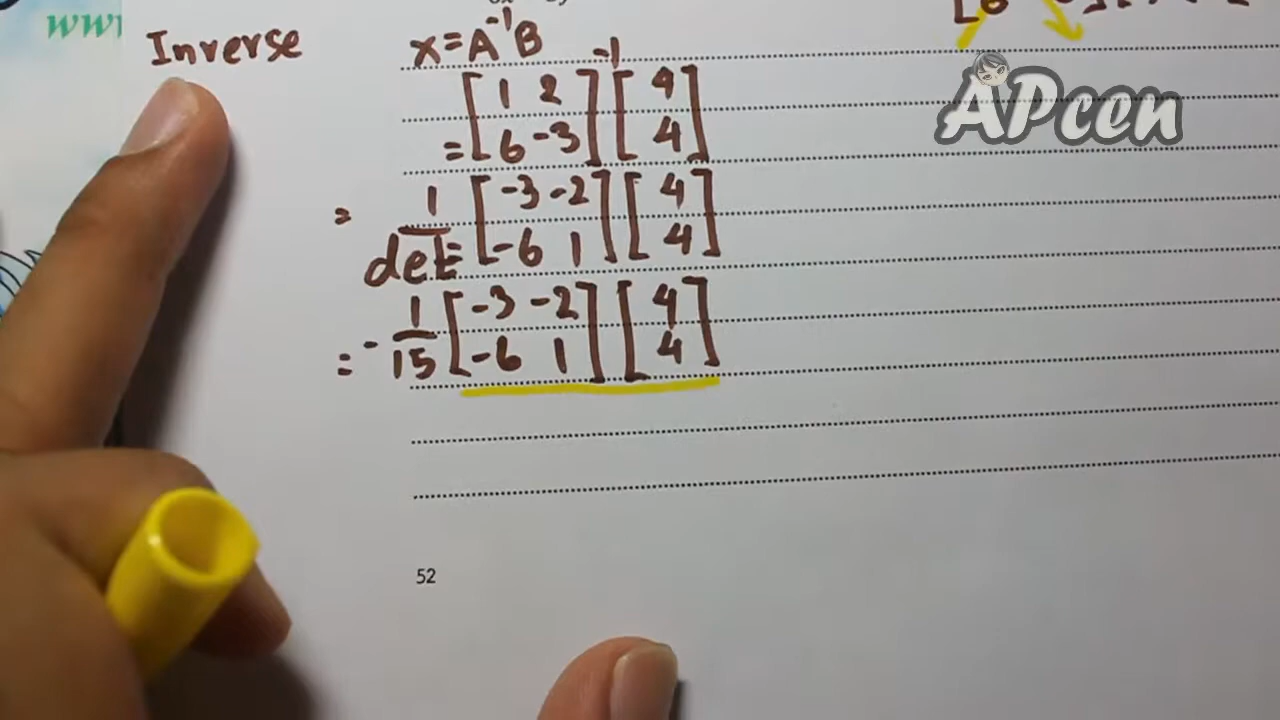 Inverse
x = A⁻¹B
= [1 2
6 -3]⁻¹ [4
4]
= 1/det [-3 -2
-6 1] [4
4]
= -1/15 [-3 -2
-6 1] [4
4]
52
APcen